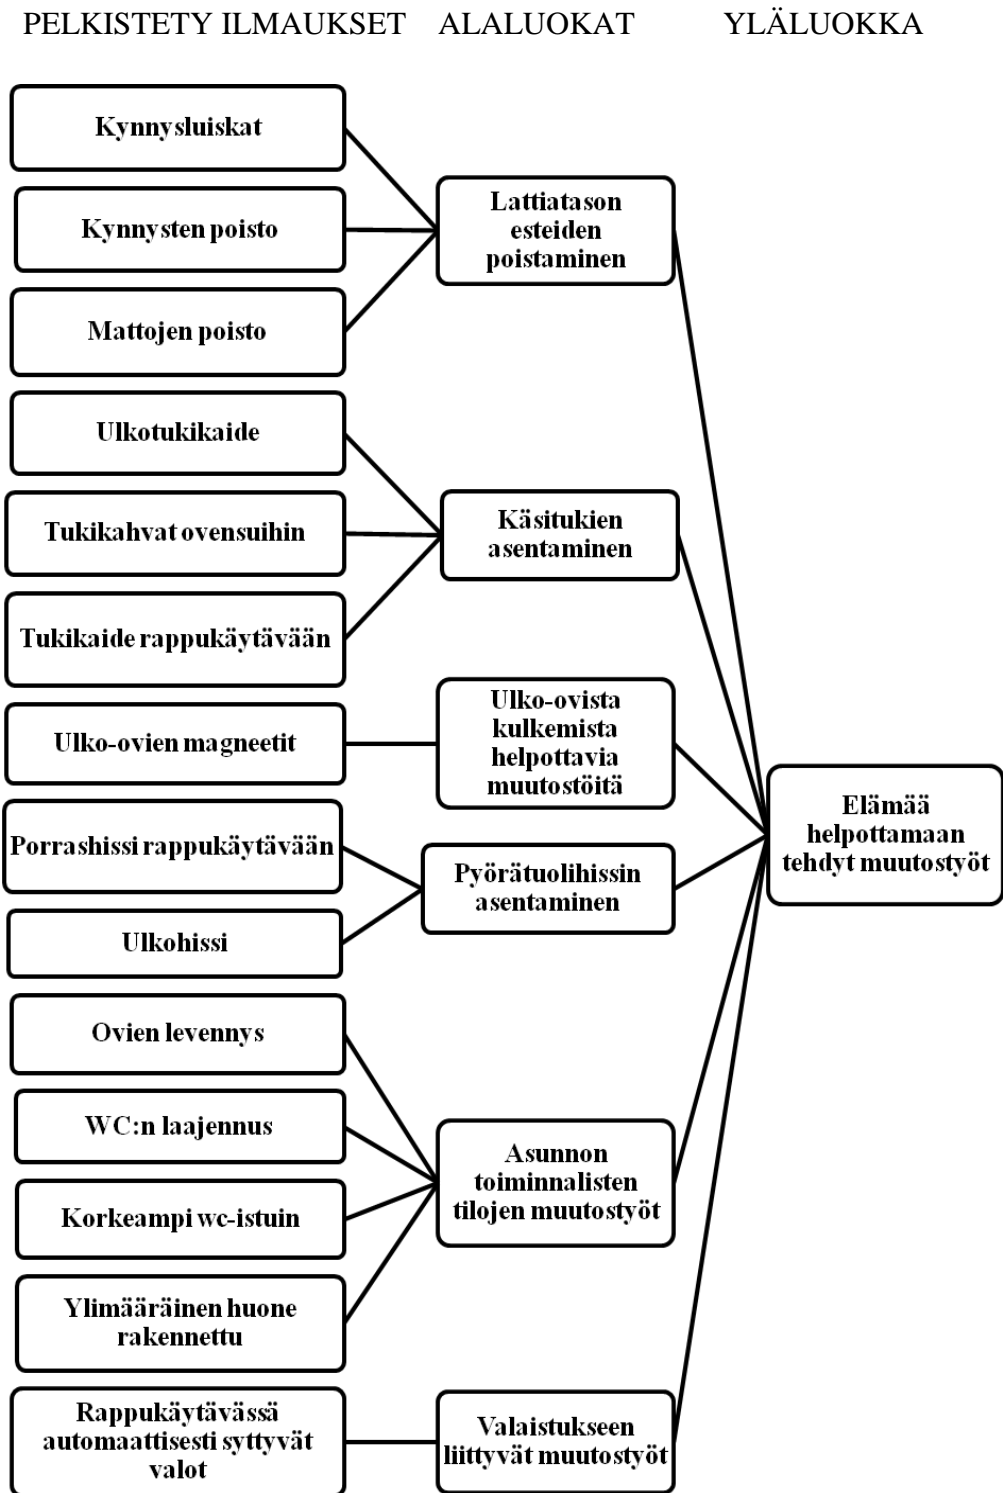 PELKISTETY ILMAUKSET ALALUOKAT YLÄLUOKKA
Kynnysluiskat
Kynnysten poisto
Mattojen poisto
Ulkotukikaide
Tukikahvat ovensuihin
Tukikaide rappukäytävään
Ulko-ovien magneetit
Porrashissi rappukäytävään
Ulkohissi
Ovien levennys
WC:n laajennus
Korkeampi wc-istuin
Ylimääräinen huone
rakennettu
Rappukäytävässä
automaattisesti syttyvät
valot
Lattiatason
esteiden
poistaminen
Käsitukien
asentaminen
Ulko-ovista
kulkemista
helpottavia
muutostöitä
Pyörätuolihissin
asentaminen
Asunnon
toiminnallisten
tilojen muutostyöt
Valaistukseen
liittyvät muutostyöt
Elämää
helpottamaan
tehdyt muutostyöt